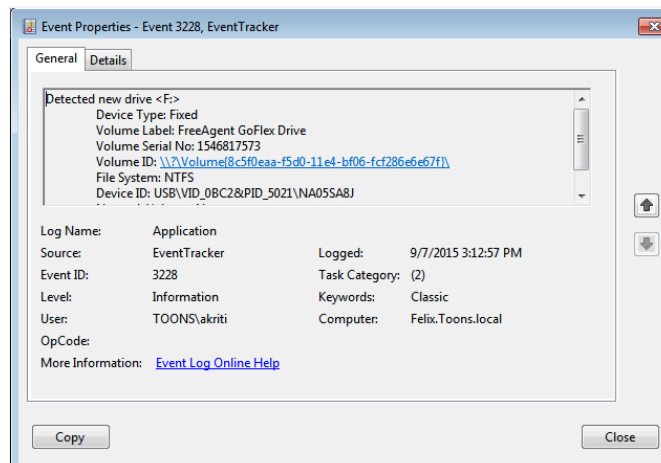 Event Properties - Event 3228, EventTracker
General Details
Detected new drive <F:>
Device Type: Fixed
Volume Label: FreeAgent GoFlex Drive
Volume Serial No: 1546817573
Volume ID: \\?\Volume{8c5f0eaa-f5d0-11e4-bf06-fcf286e6e67f}\
File System: NTFS
Device ID: USB\VID_0BC2&PID_5021\NA05SA8J
Log Name: Application
Source: EventTracker Logged: 9/7/2015 3:12:57 PM
Event ID: 3228 Task Category: (2)
Level: Information Keywords: Classic
User: TOONS\akriti Computer: Felix.Toons.local
OpCode:
More Information: Event Log Online Help
Copy Close